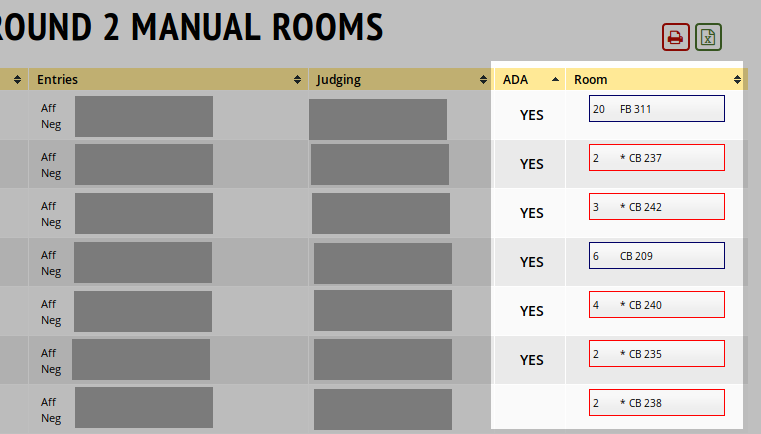 ROUND 2 MANUAL ROOMS
Entries Judging ADA Room
Aff
Neg
YES
20 FB 311
Aff
Neg
YES
2 * CB 237
Aff
Neg
YES
3 * CB 242
Aff
Neg
YES
6 CB 209
Aff
Neg
YES
4 * CB 240
Aff
Neg
YES
2 * CB 235
Aff
Neg
2 * CB 238